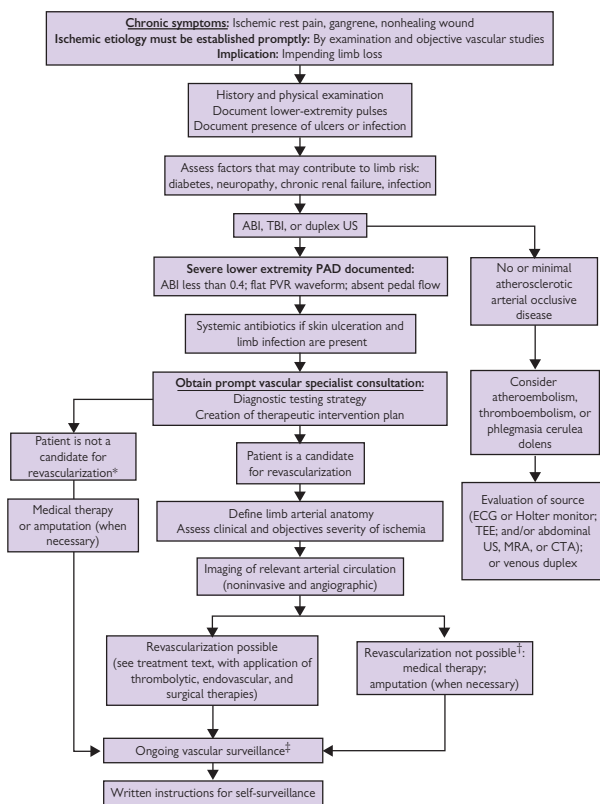 Chronic symptoms: Ischemic rest pain, gangrene, nonhealing wound
Ischemic etiology must be established promptly: By examination and objective vascular studies
Implication: Impending limb loss
History and physical examination
Document lower-extremity pulses
Document presence of ulcers or infection
Assess factors that may contribute to limb risk:
diabetes, neuropathy, chronic renal failure, infection
ABI, TBI, or duplex US
Severe lower extremity PAD documented:
ABI less than 0.4; flat PVR waveform; absent pedal flow
No or minimal
atherosclerotic
arterial occlusive
disease
Systemic antibiotics if skin ulceration and
limb infection are present
Obtain prompt vascular specialist consultation:
Diagnostic testing strategy
Creation of therapeutic intervention plan
Consider
atheroembolism,
thromboembolism, or
phlegmasia cerulea
dolens
Patient is not a
candidate for
revascularization*
Patient is a candidate
for revascularization
Medical therapy
or amputation (when
necessary)
Define limb arterial anatomy
Assess clinical and objectives severity of ischemia
Evaluation of source
(ECG or Holter monitor;
TEE; and/or abdominal
US, MRA, or CTA);
or venous duplex
Imaging of relevant arterial circulation
(noninvasive and angiographic)
Revascularization possible
(see treatment text, with application of
thrombolytic, endovascular, and
surgical therapies)
Revascularization not possible†:
medical therapy;
amputation (when necessary)
Ongoing vascular surveillance‡
Written instructions for self-surveillance